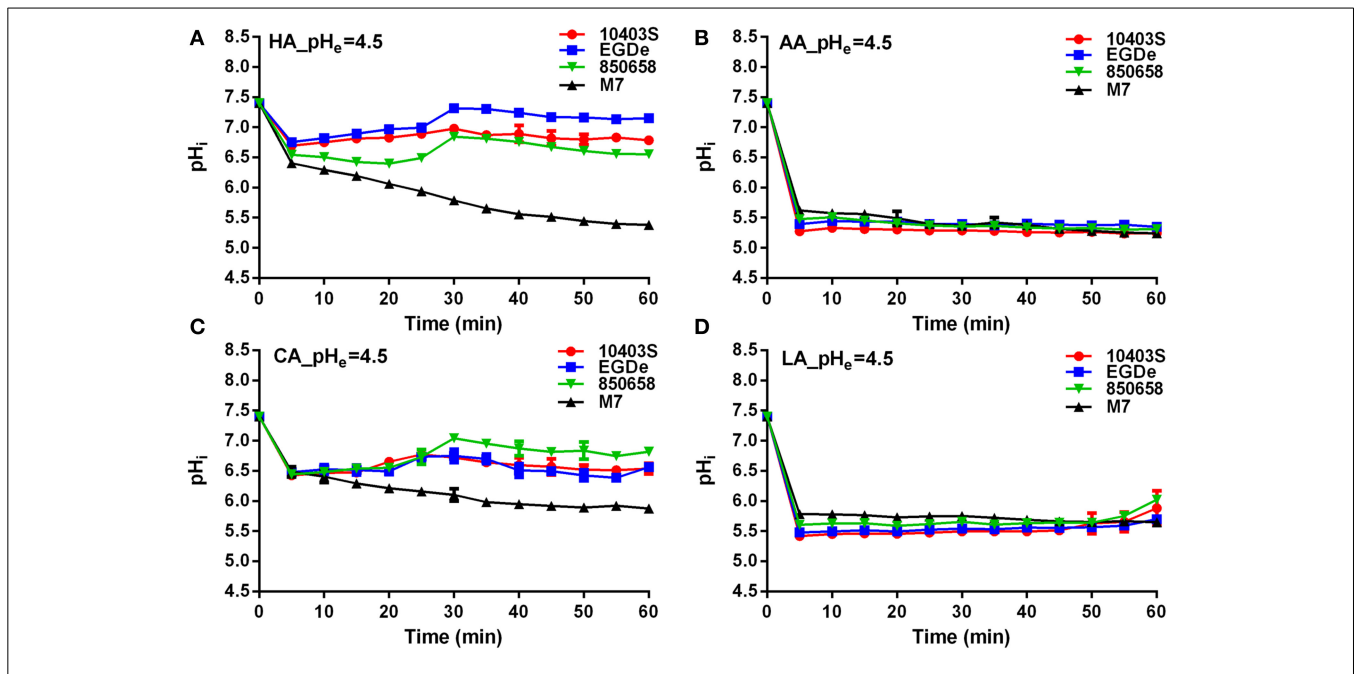 A
HA_pHe=4.5
10403S
EGDe
850658
M7
8.5
8.0
7.5
7.0
6.5
6.0
5.5
5.0
4.5
pHi
0 10 20 30 40 50 60
Time (min)
B
AA_pHe=4.5
10403S
EGDe
850658
M7
8.5
8.0
7.5
7.0
6.5
6.0
5.5
5.0
4.5
pHi
0 10 20 30 40 50 60
Time (min)
C
CA_pHe=4.5
10403S
EGDe
850658
M7
8.5
8.0
7.5
7.0
6.5
6.0
5.5
5.0
4.5
pHi
0 10 20 30 40 50 60
Time (min)
D
LA_pHe=4.5
10403S
EGDe
850658
M7
8.5
8.0
7.5
7.0
6.5
6.0
5.5
5.0
4.5
pHi
0 10 20 30 40 50 60
Time (min)